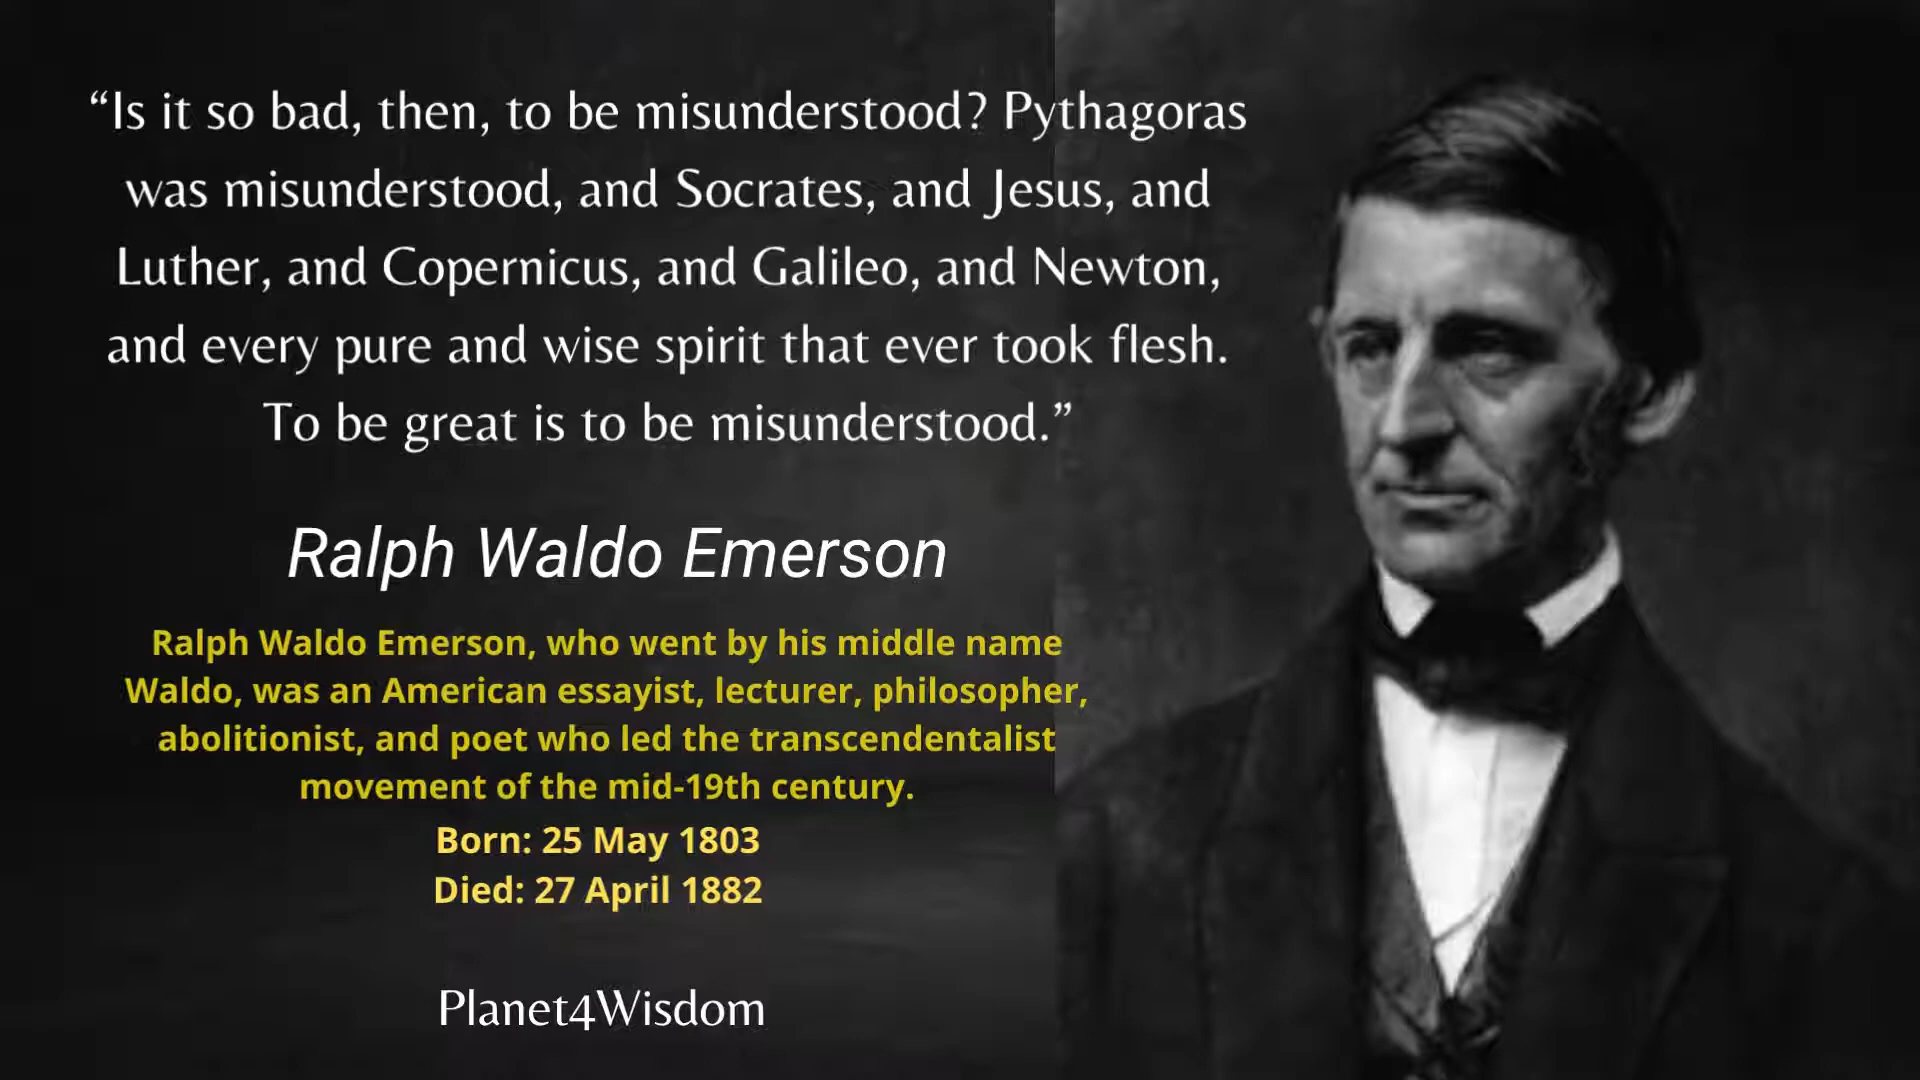 “Is it so bad, then, to be misunderstood? Pythagoras
was misunderstood, and Socrates, and Jesus, and
Luther, and Copernicus, and Galileo, and Newton,
and every pure and wise spirit that ever took flesh.
To be great is to be misunderstood.”
Ralph Waldo Emerson
Ralph Waldo Emerson, who went by his middle name
Waldo, was an American essayist, lecturer, philosopher,
abolitionist, and poet who led the transcendentalist
movement of the mid-19th century.
Born: 25 May 1803
Died: 27 April 1882
Planet4Wisdom